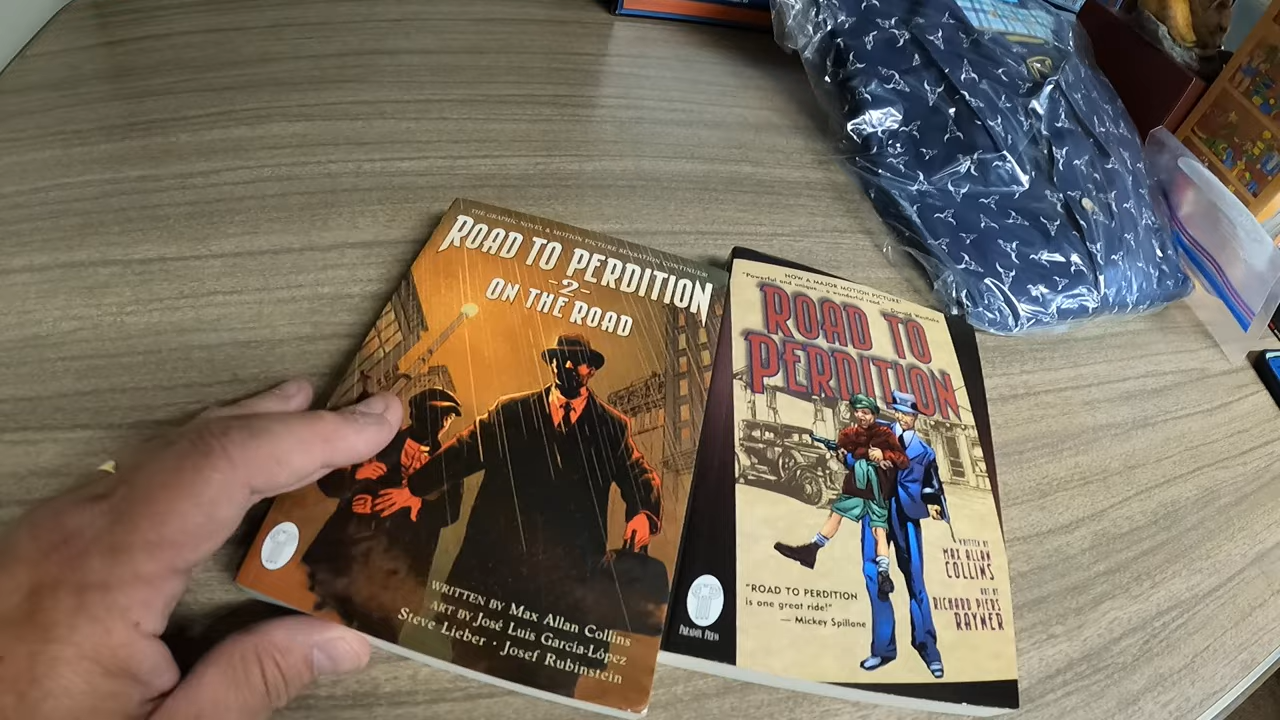 THE GRAPHIC NOVEL & MOTION PICTURE SENSATION CONTINUES!
ROAD TO PERDITION
-2-
ON THE ROAD
WRITTEN BY MAX ALLAN COLLINS
ART BY JOSÉ LUIS GARCÍA-LÓPEZ
STEVE LIEBER · JOSEF RUBINSTEIN
NOW A MAJOR MOTION PICTURE!
"Powerful and unique... a wonderful read."
— Donald Westlake
ROAD TO
PERDITION
WRITTEN BY
MAX ALLAN
COLLINS
ART BY
RICHARD PIERS
RAYNER
"ROAD TO PERDITION
is one great ride!"
— Mickey Spillane
PARADOX PRESS